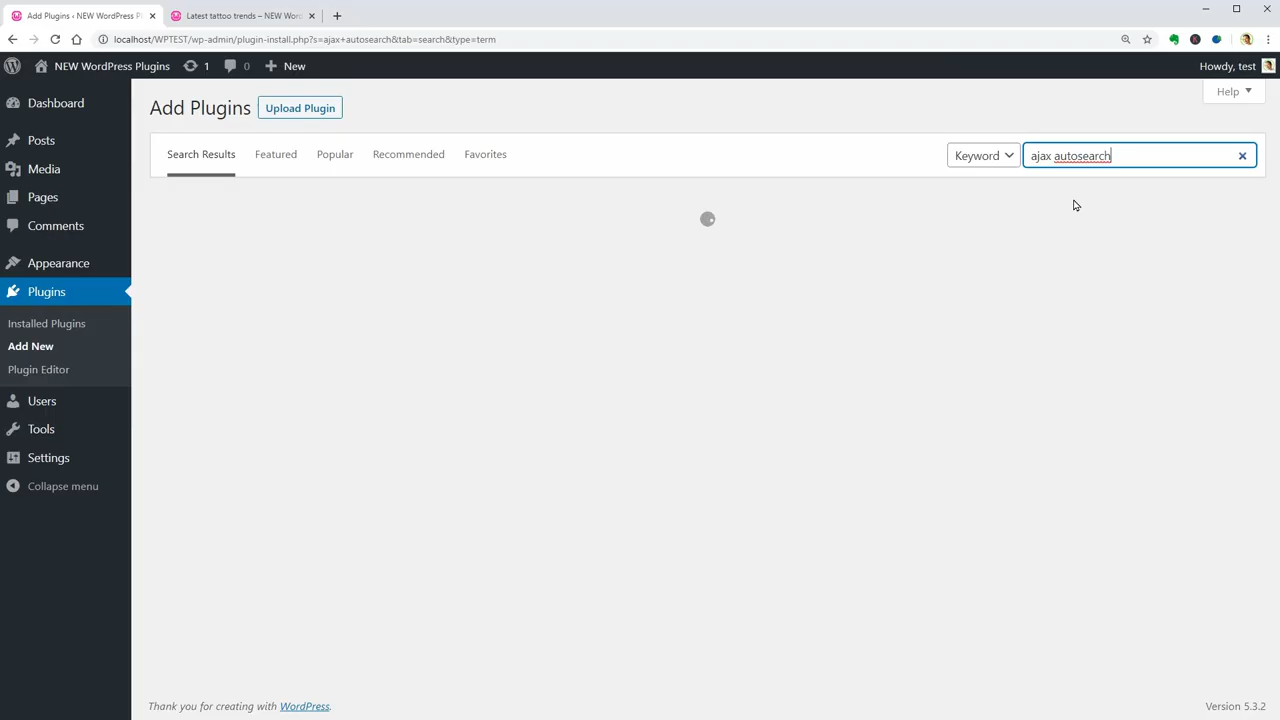 Add Plugins ‹ NEW WordPress Pl
Latest tattoo trends – NEW Word
localhost/WPTEST/wp-admin/plugin-install.php?s=ajax+autosearch&tab=search&type=term
NEW WordPress Plugins
1
0
New
Howdy, test
Dashboard
Posts
Media
Pages
Comments
Appearance
Plugins
Installed Plugins
Add New
Plugin Editor
Users
Tools
Settings
Collapse menu
Add Plugins
Upload Plugin
Help
Search Results
Featured
Popular
Recommended
Favorites
Keyword
ajax autosearch
Thank you for creating with WordPress.
Version 5.3.2